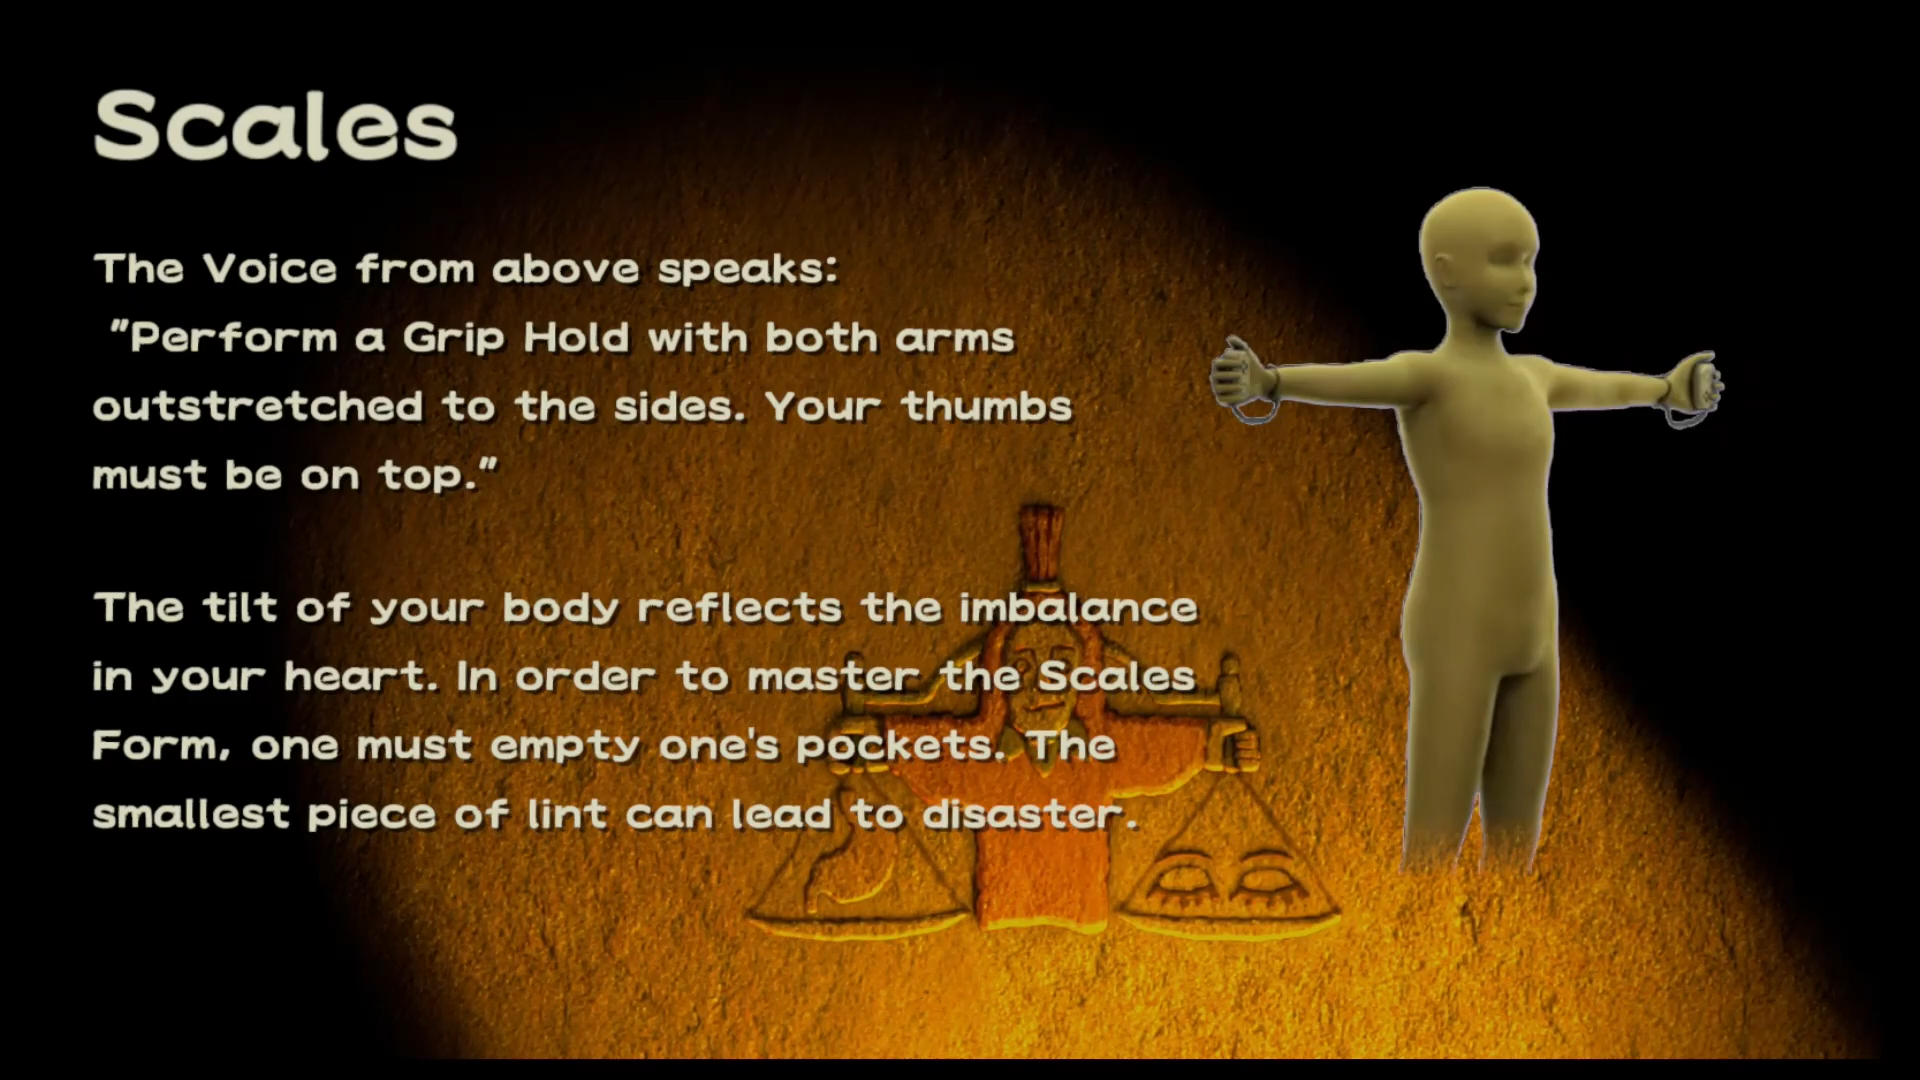 Scales
The Voice from above speaks:
"Perform a Grip Hold with both arms
outstretched to the sides. Your thumbs
must be on top."
The tilt of your body reflects the imbalance
in your heart. In order to master the Scales
Form, one must empty one's pockets. The
smallest piece of lint can lead to disaster.